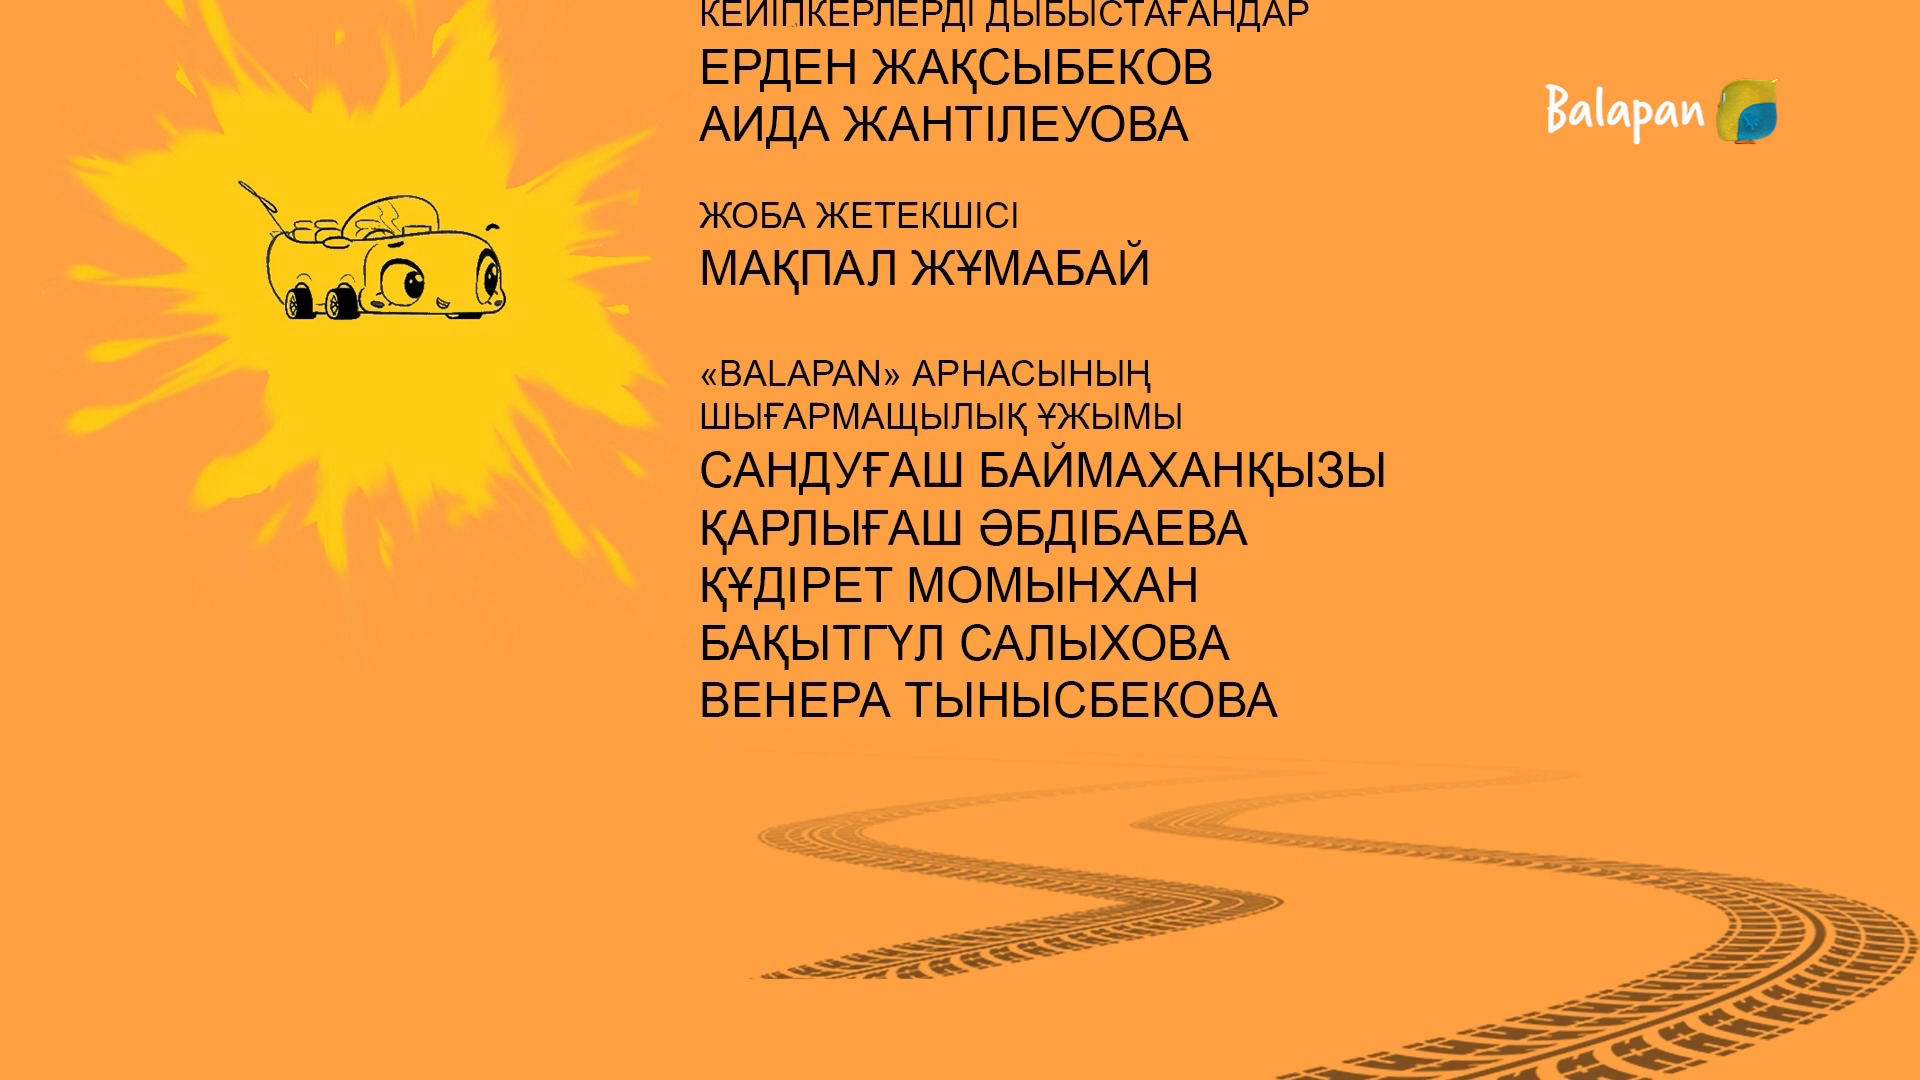 КЕЙІПКЕРЛЕРДІ ДЫБЫСТАҒАНДАР
ЕРДЕН ЖАҚСЫБЕКОВ
АИДА ЖАНТІЛЕУОВА
Balapan
ЖОБА ЖЕТЕКШІСІ
МАҚПАЛ ЖҰМАБАЙ
«BALAPAN» АРНАСЫНЫҢ
ШЫҒАРМАЩЫЛЫҚ ҰЖЫМЫ
САНДУҒАШ БАЙМАХАНҚЫЗЫ
ҚАРЛЫҒАШ ӘБДІБАЕВА
ҚҰДІРЕТ МОМЫНХАН
БАҚЫТГҮЛ САЛЫХОВА
ВЕНЕРА ТЫНЫСБЕКОВА